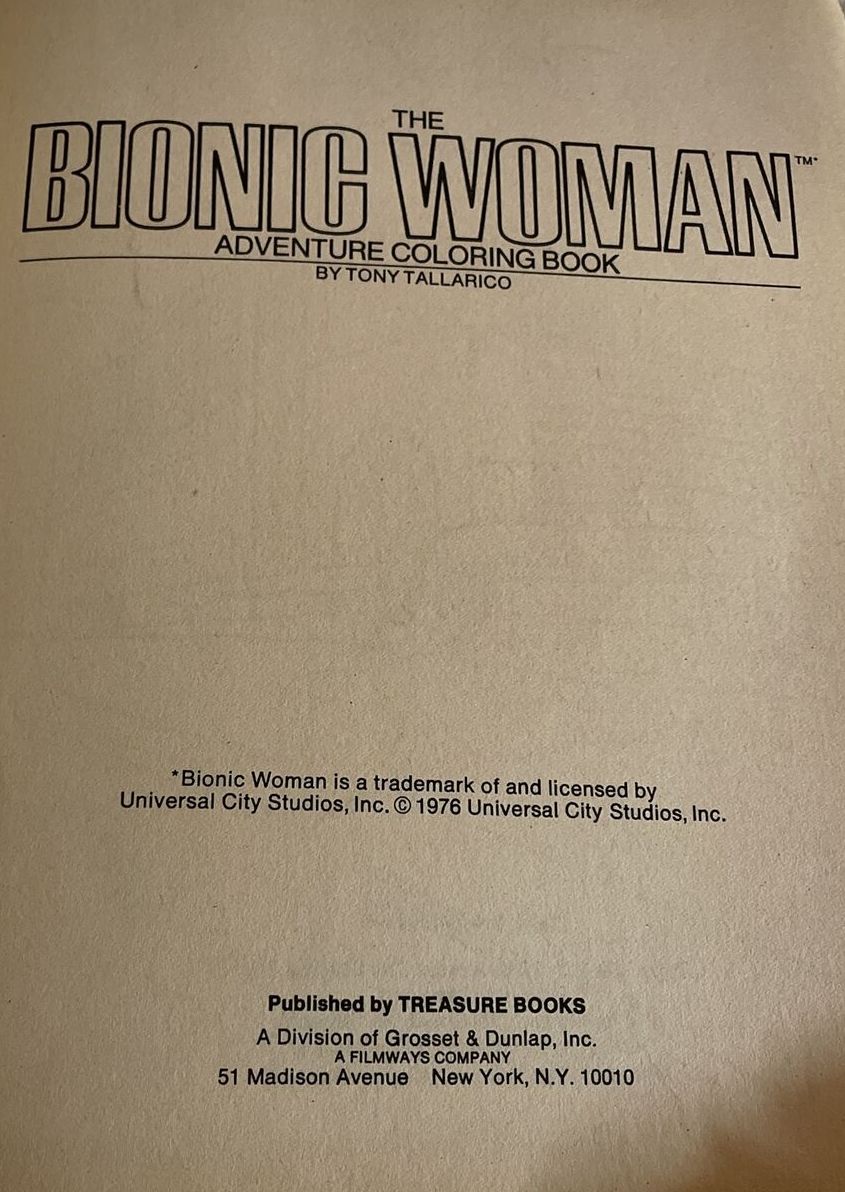 THE
BIONIC WOMAN™*
ADVENTURE COLORING BOOK
BY TONY TALLARICO
*Bionic Woman is a trademark of and licensed by
Universal City Studios, Inc. © 1976 Universal City Studios, Inc.
Published by TREASURE BOOKS
A Division of Grosset & Dunlap, Inc.
A FILMWAYS COMPANY
51 Madison Avenue New York, N.Y. 10010